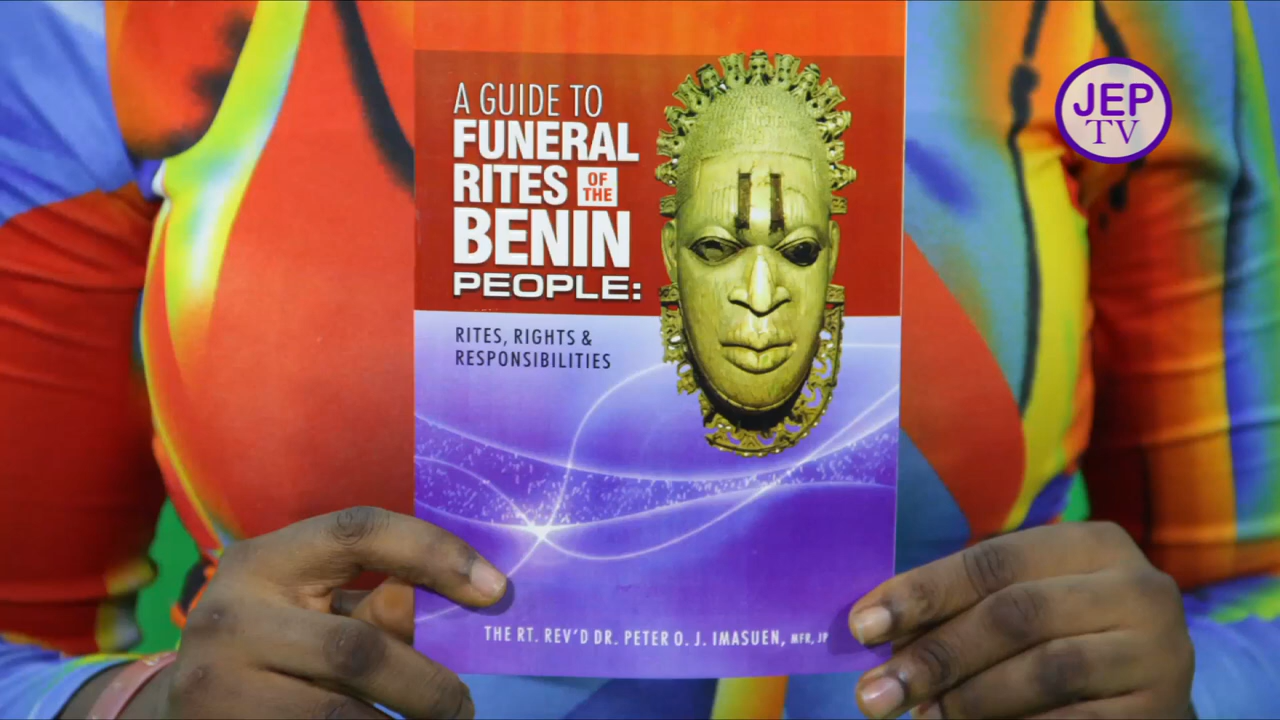 A GUIDE TO
FUNERAL
RITES OF THE
BENIN
PEOPLE:
RITES, RIGHTS &
RESPONSIBILITIES
THE RT. REV'D DR. PETER O. J. IMASUEN, MFR, JP
JEP
TV